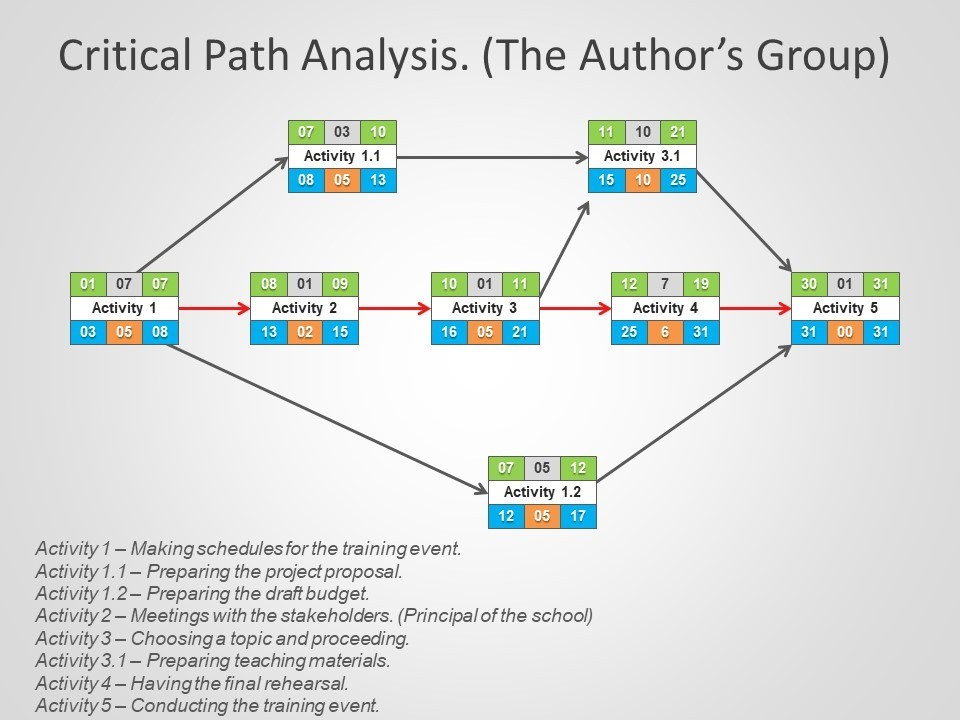 Critical Path Analysis. (The Author's Group)
07 03 10
Activity 1.1
08 05 13
11 10 21
Activity 3.1
15 10 25
01 07 07
Activity 1
03 05 08
08 01 09
Activity 2
13 02 15
10 01 11
Activity 3
16 05 21
12 7 19
Activity 4
25 6 31
30 01 31
Activity 5
31 00 31
07 05 12
Activity 1.2
12 05 17
Activity 1 – Making schedules for the training event.
Activity 1.1 – Preparing the project proposal.
Activity 1.2 – Preparing the draft budget.
Activity 2 – Meetings with the stakeholders. (Principal of the school)
Activity 3 – Choosing a topic and proceeding.
Activity 3.1 – Preparing teaching materials.
Activity 4 – Having the final rehearsal.
Activity 5 – Conducting the training event.